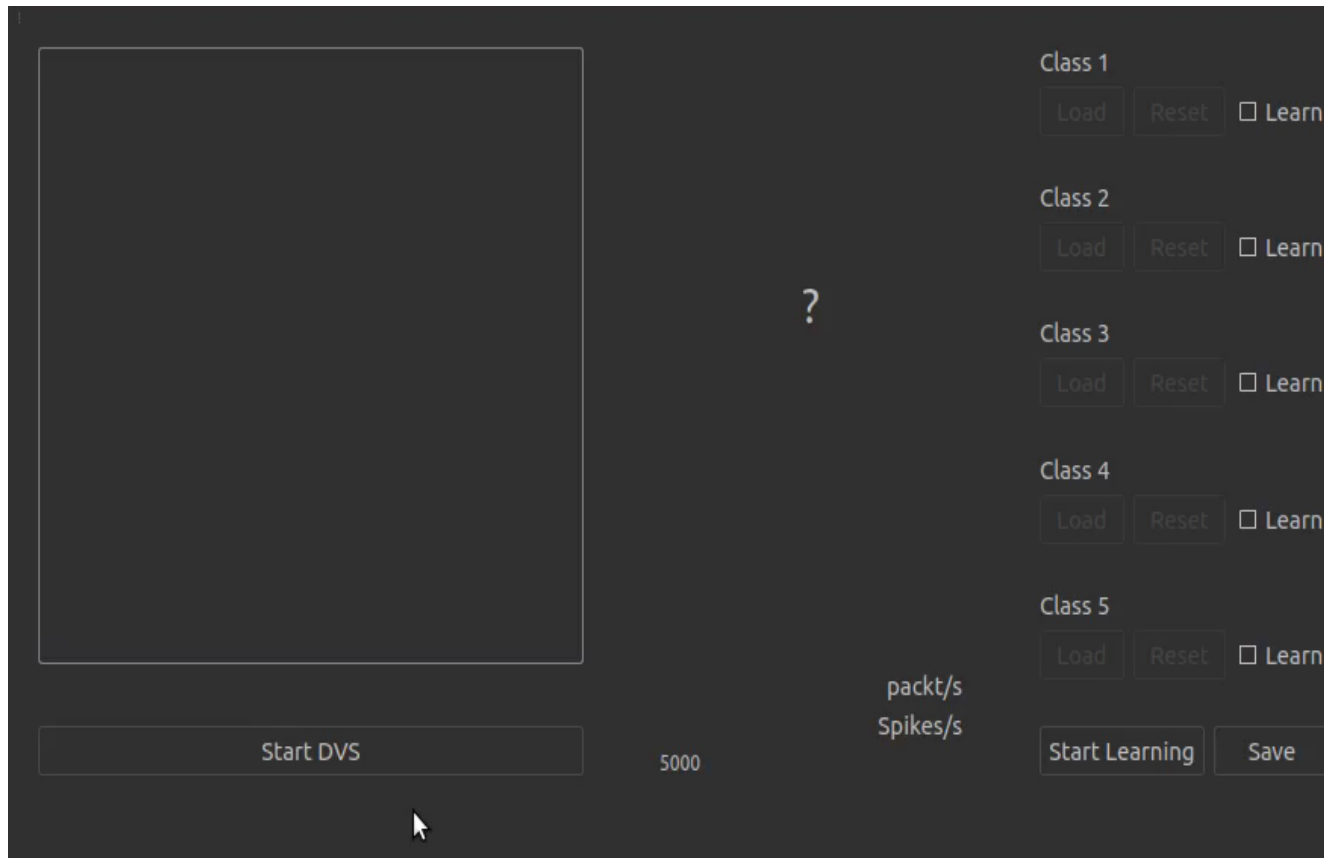 Class 1
Load Reset Learn
Class 2
Load Reset Learn
?
Class 3
Load Reset Learn
Class 4
Load Reset Learn
Class 5
Load Reset Learn
packt/s
Spikes/s
Start DVS
5000
Start Learning Save